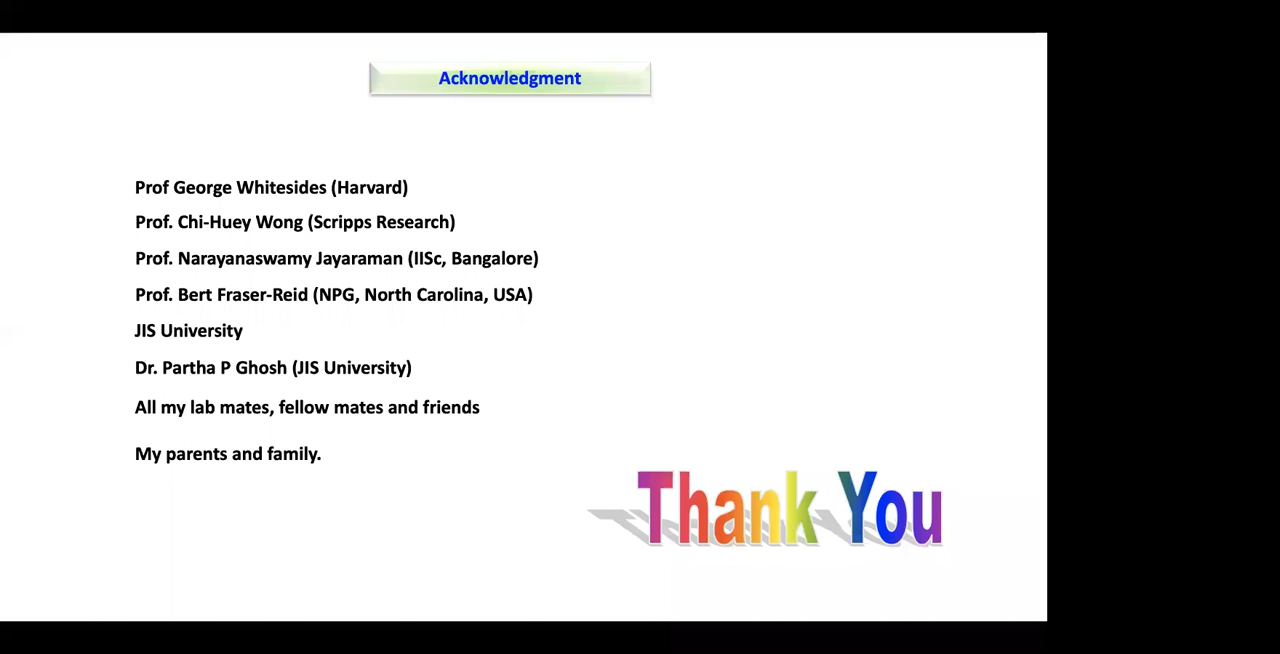 Acknowledgment
Prof George Whitesides (Harvard)
Prof. Chi-Huey Wong (Scripps Research)
Prof. Narayanaswamy Jayaraman (IISc, Bangalore)
Prof. Bert Fraser-Reid (NPG, North Carolina, USA)
JIS University
Dr. Partha P Ghosh (JIS University)
All my lab mates, fellow mates and friends
My parents and family.
Thank You